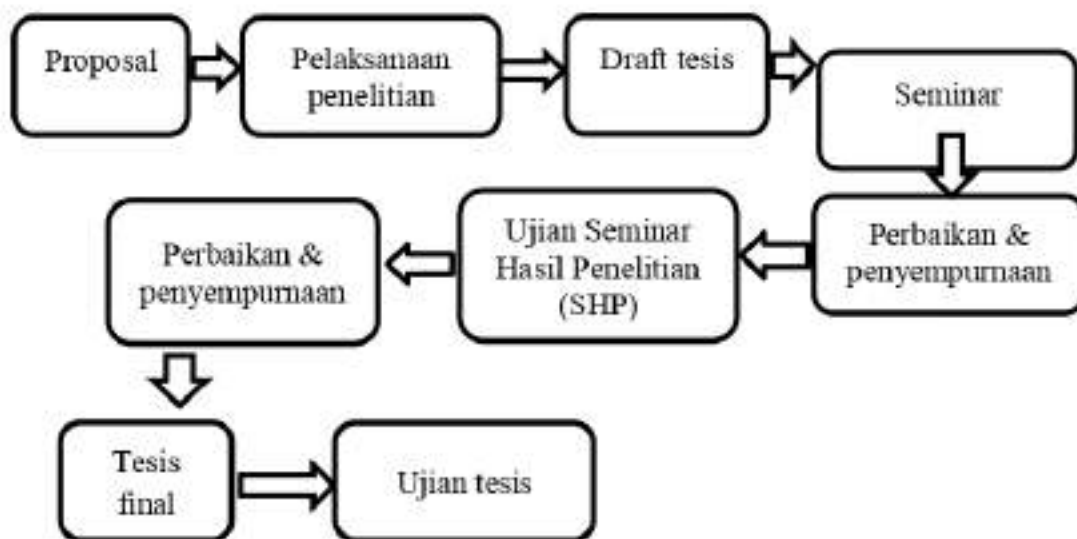 Proposal
Pelaksanaan
penelitian
Draft tesis
Seminar
Perbaikan &
penyempurnaan
Ujian Seminar
Hasil Penelitian
(SHP)
Perbaikan &
penyempurnaan
Tesis
final
Ujian tesis